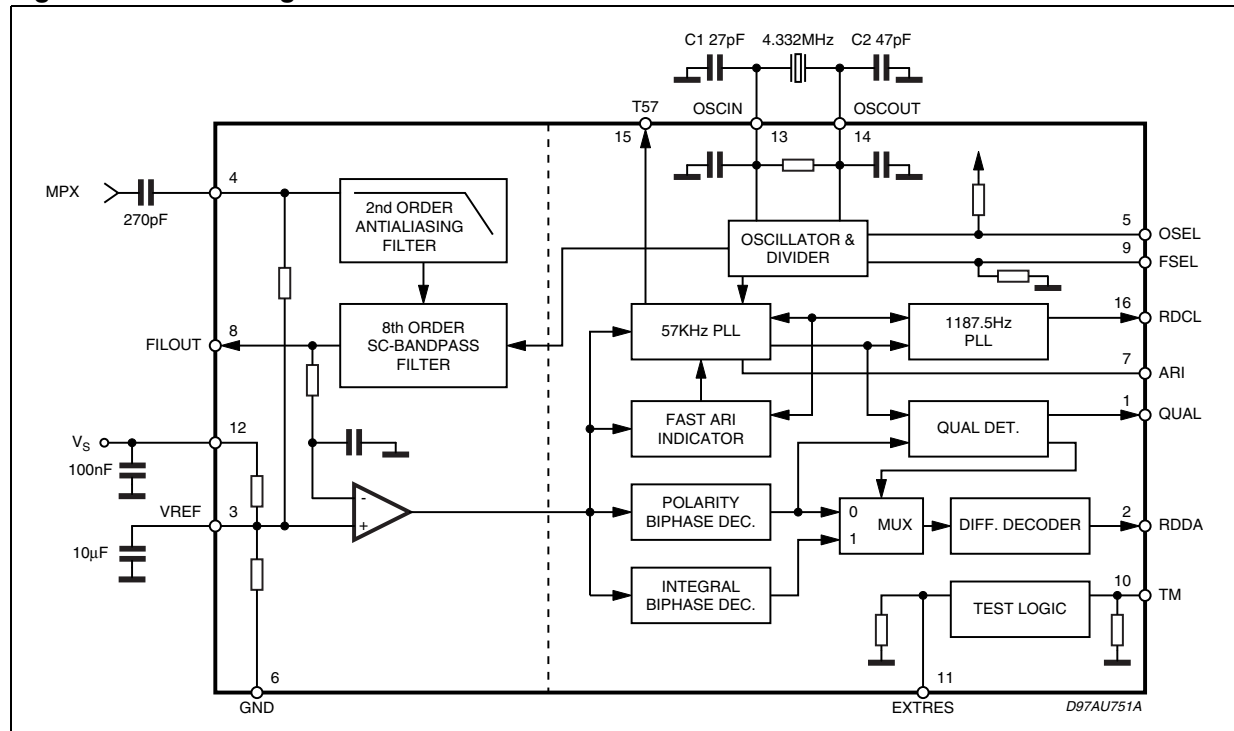 C1 27pF
4.332MHz
C2 47pF
T57
OSCIN
OSCOUT
15
13
14
MPX
270pF
4
2nd ORDER
ANTIALIASING
FILTER
OSCILLATOR &
DIVIDER
5
OSEL
9
FSEL
FILOUT
8
8th ORDER
SC-BANDPASS
FILTER
57KHz PLL
1187.5Hz
PLL
16
RDCL
7
ARI
VS
12
100nF
FAST ARI
INDICATOR
QUAL DET.
1
QUAL
VREF
3
10µF
-
+
POLARITY
BIPHASE DEC.
0
1
MUX
DIFF. DECODER
2
RDDA
INTEGRAL
BIPHASE DEC.
TEST LOGIC
10
TM
6
GND
11
EXTRES
D97AU751A